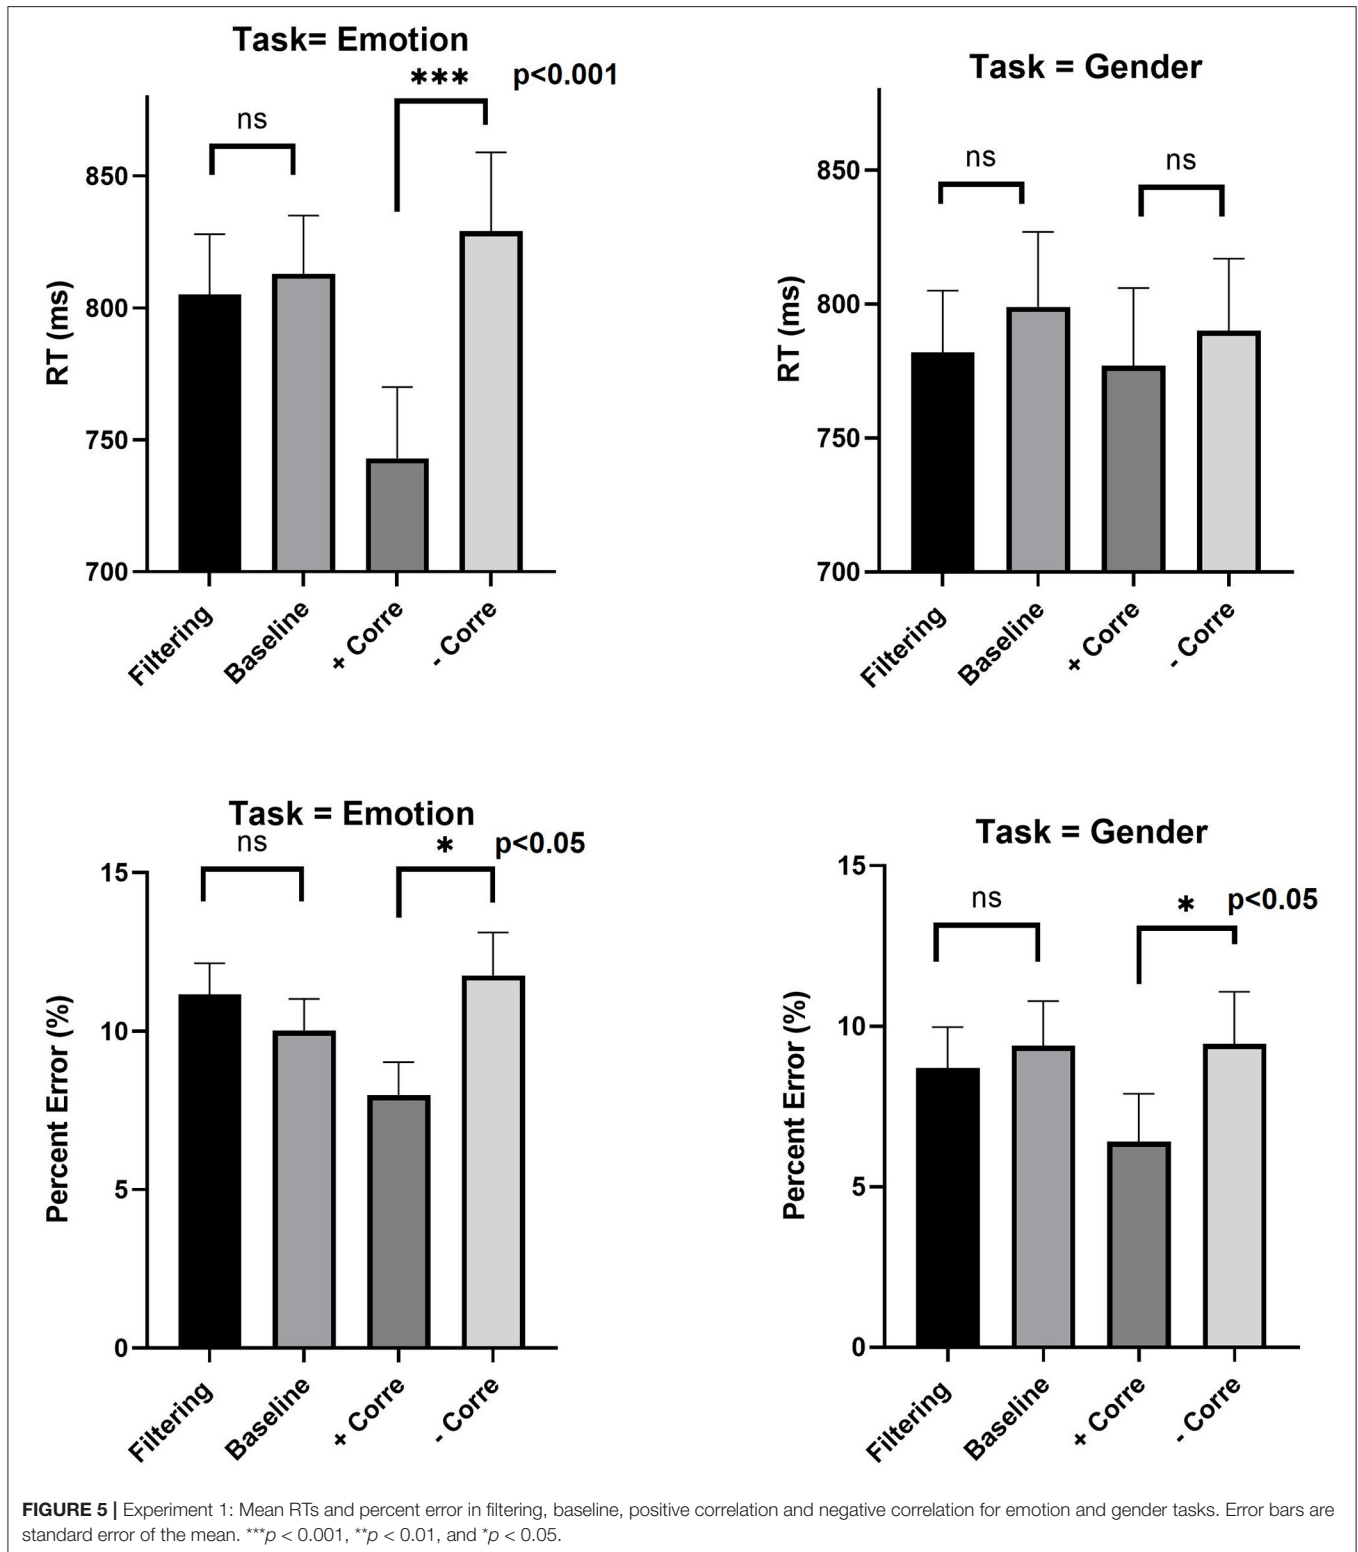 Task= Emotion
*** p<0.001
ns
850
800
750
700
RT (ms)
Filtering
Baseline
+ Corre
- Corre
Task = Gender
ns
ns
850
800
750
700
RT (ms)
Filtering
Baseline
+ Corre
- Corre
Task = Emotion
ns
* p<0.05
15
10
5
0
Percent Error (%)
Filtering
Baseline
+ Corre
- Corre
Task = Gender
ns
* p<0.05
15
10
5
0
Percent Error (%)
Filtering
Baseline
+ Corre
- Corre
FIGURE 5 | Experiment 1: Mean RTs and percent error in filtering, baseline, positive correlation and negative correlation for emotion and gender tasks. Error bars are
standard error of the mean. ***p < 0.001, **p < 0.01, and *p < 0.05.